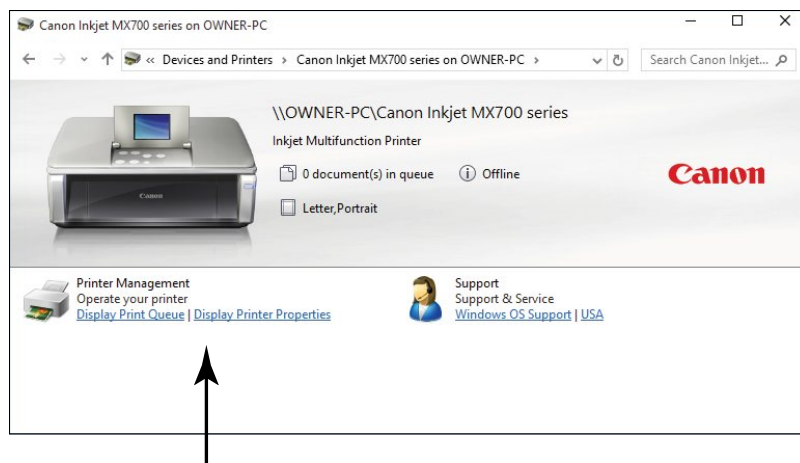 Canon Inkjet MX700 series on OWNER-PC
« Devices and Printers › Canon Inkjet MX700 series on OWNER-PC ›
Search Canon Inkjet...
\\OWNER-PC\Canon Inkjet MX700 series
Inkjet Multifunction Printer
0 document(s) in queue
Offline
Letter,Portrait
Canon
Canon
Printer Management
Operate your printer
Display Print Queue | Display Printer Properties
Support
Support & Service
Windows OS Support | USA